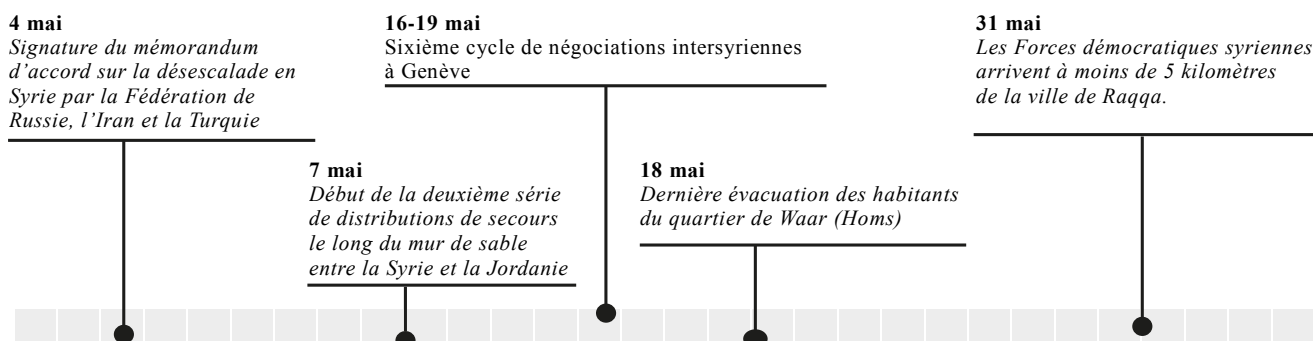 4 mai
Signature du mémorandum
d'accord sur la désescalade en
Syrie par la Fédération de
Russie, l'Iran et la Turquie
7 mai
Début de la deuxième série
de distributions de secours
le long du mur de sable
entre la Syrie et la Jordanie
16-19 mai
Sixième cycle de négociations intersyriennes
à Genève
18 mai
Dernière évacuation des habitants
du quartier de Waar (Homs)
31 mai
Les Forces démocratiques syriennes
arrivent à moins de 5 kilomètres
de la ville de Raqqa.